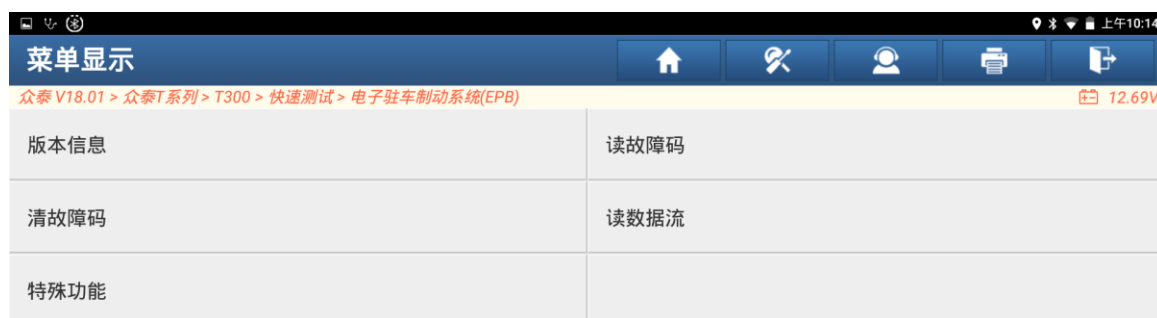 上午10:14
菜单显示
众泰 V18.01 > 众泰T系列 > T300 > 快速测试 > 电子驻车制动系统(EPB)
12.69V
版本信息
读故障码
清故障码
读数据流
特殊功能